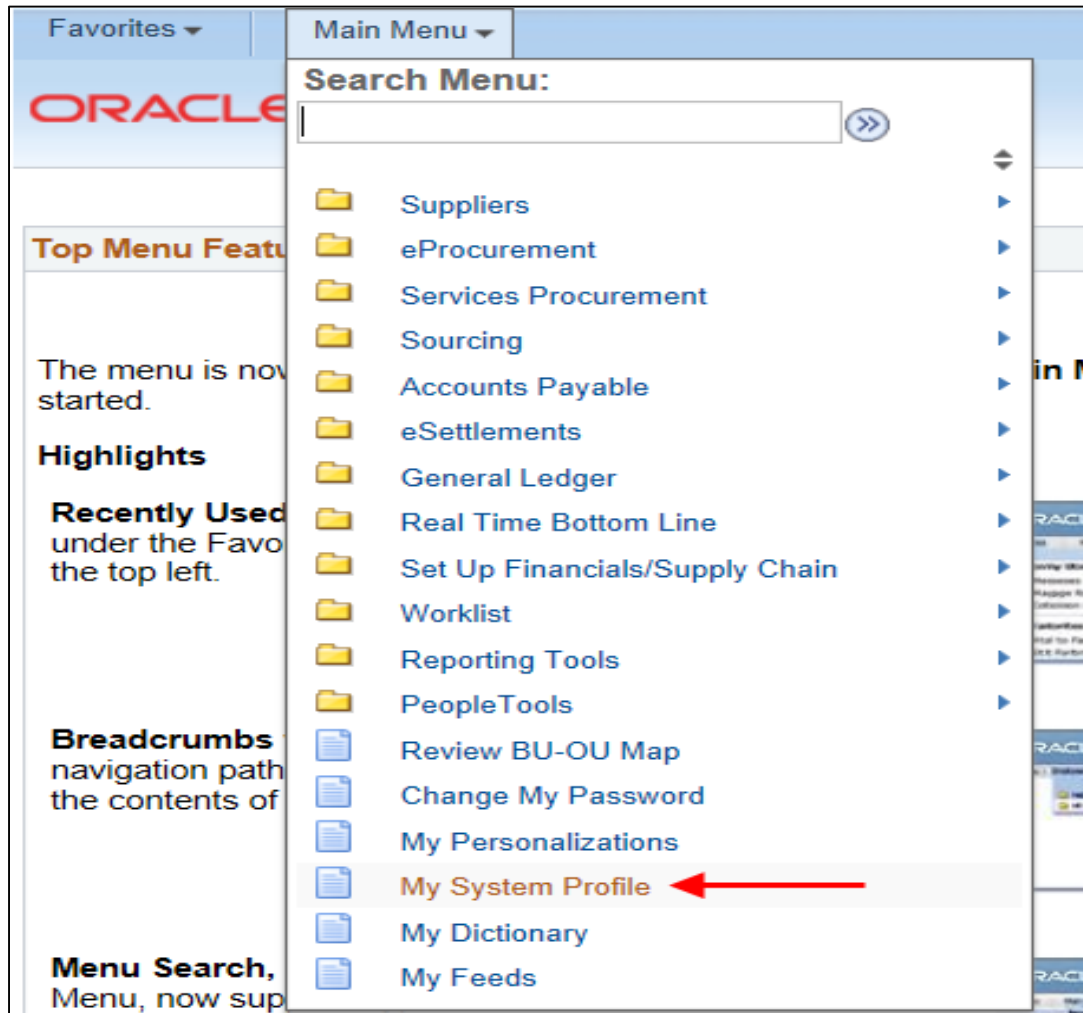 Favorites
Main Menu
ORACLE
Search Menu:
Suppliers
eProcurement
Services Procurement
Sourcing
Accounts Payable
eSettlements
General Ledger
Real Time Bottom Line
Set Up Financials/Supply Chain
Worklist
Reporting Tools
PeopleTools
Review BU-OU Map
Change My Password
My Personalizations
My System Profile
My Dictionary
My Feeds
Top Menu Featu
The menu is nov
in M
started.
Highlights
Recently Used
under the Favo
the top left.
Breadcrumbs
navigation path
the contents of
Menu Search,
Menu, now sup